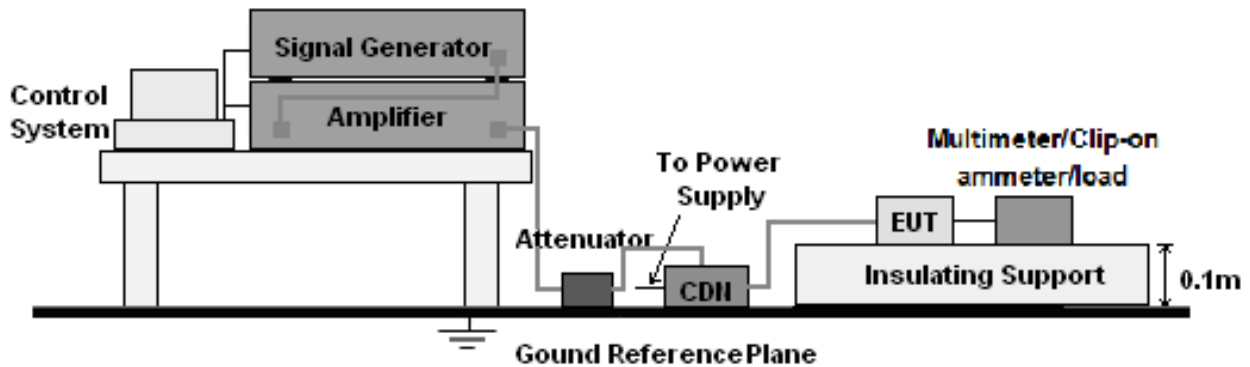 Signal Generator
Control
System
Amplifier
Multimeter/Clip-on
ammeter/load
To Power
Supply
Attenuator
EUT
CDN
Insulating Support
0.1m
Gound Reference Plane